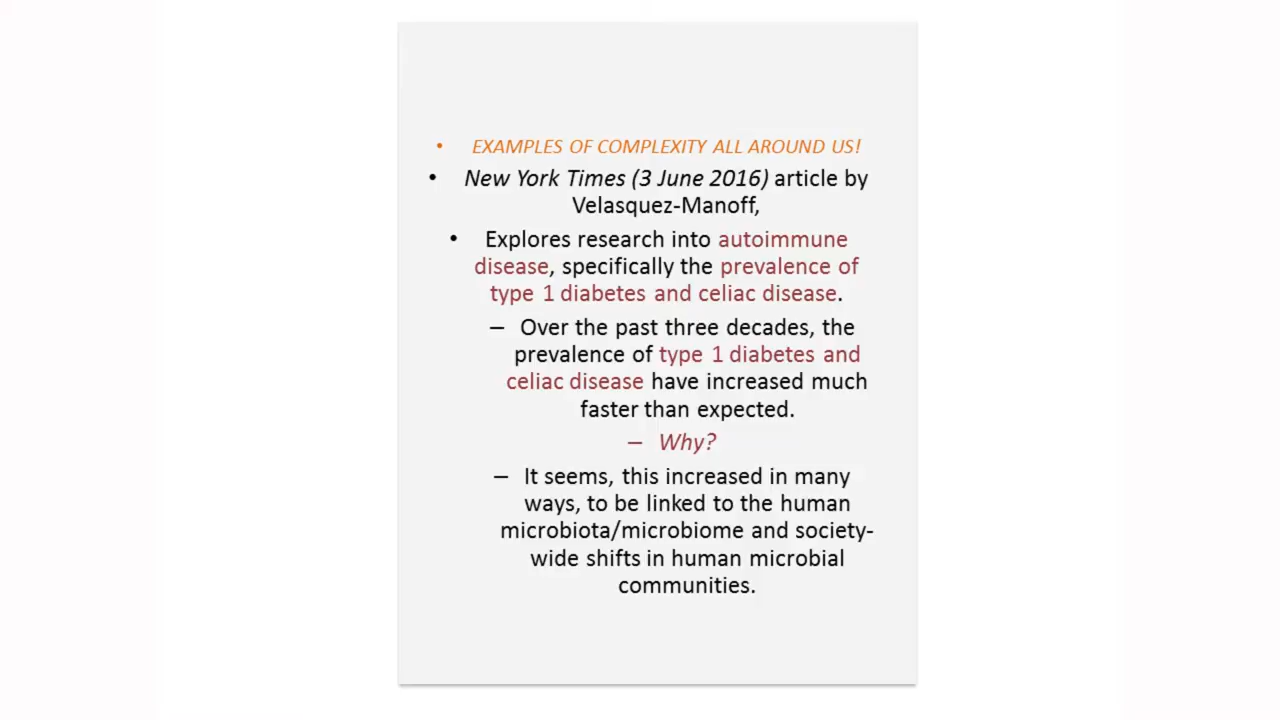 • EXAMPLES OF COMPLEXITY ALL AROUND US!
• New York Times (3 June 2016) article by
Velasquez-Manoff,
• Explores research into autoimmune
disease, specifically the prevalence of
type 1 diabetes and celiac disease.
– Over the past three decades, the
prevalence of type 1 diabetes and
celiac disease have increased much
faster than expected.
– Why?
– It seems, this increased in many
ways, to be linked to the human
microbiota/microbiome and society-
wide shifts in human microbial
communities.